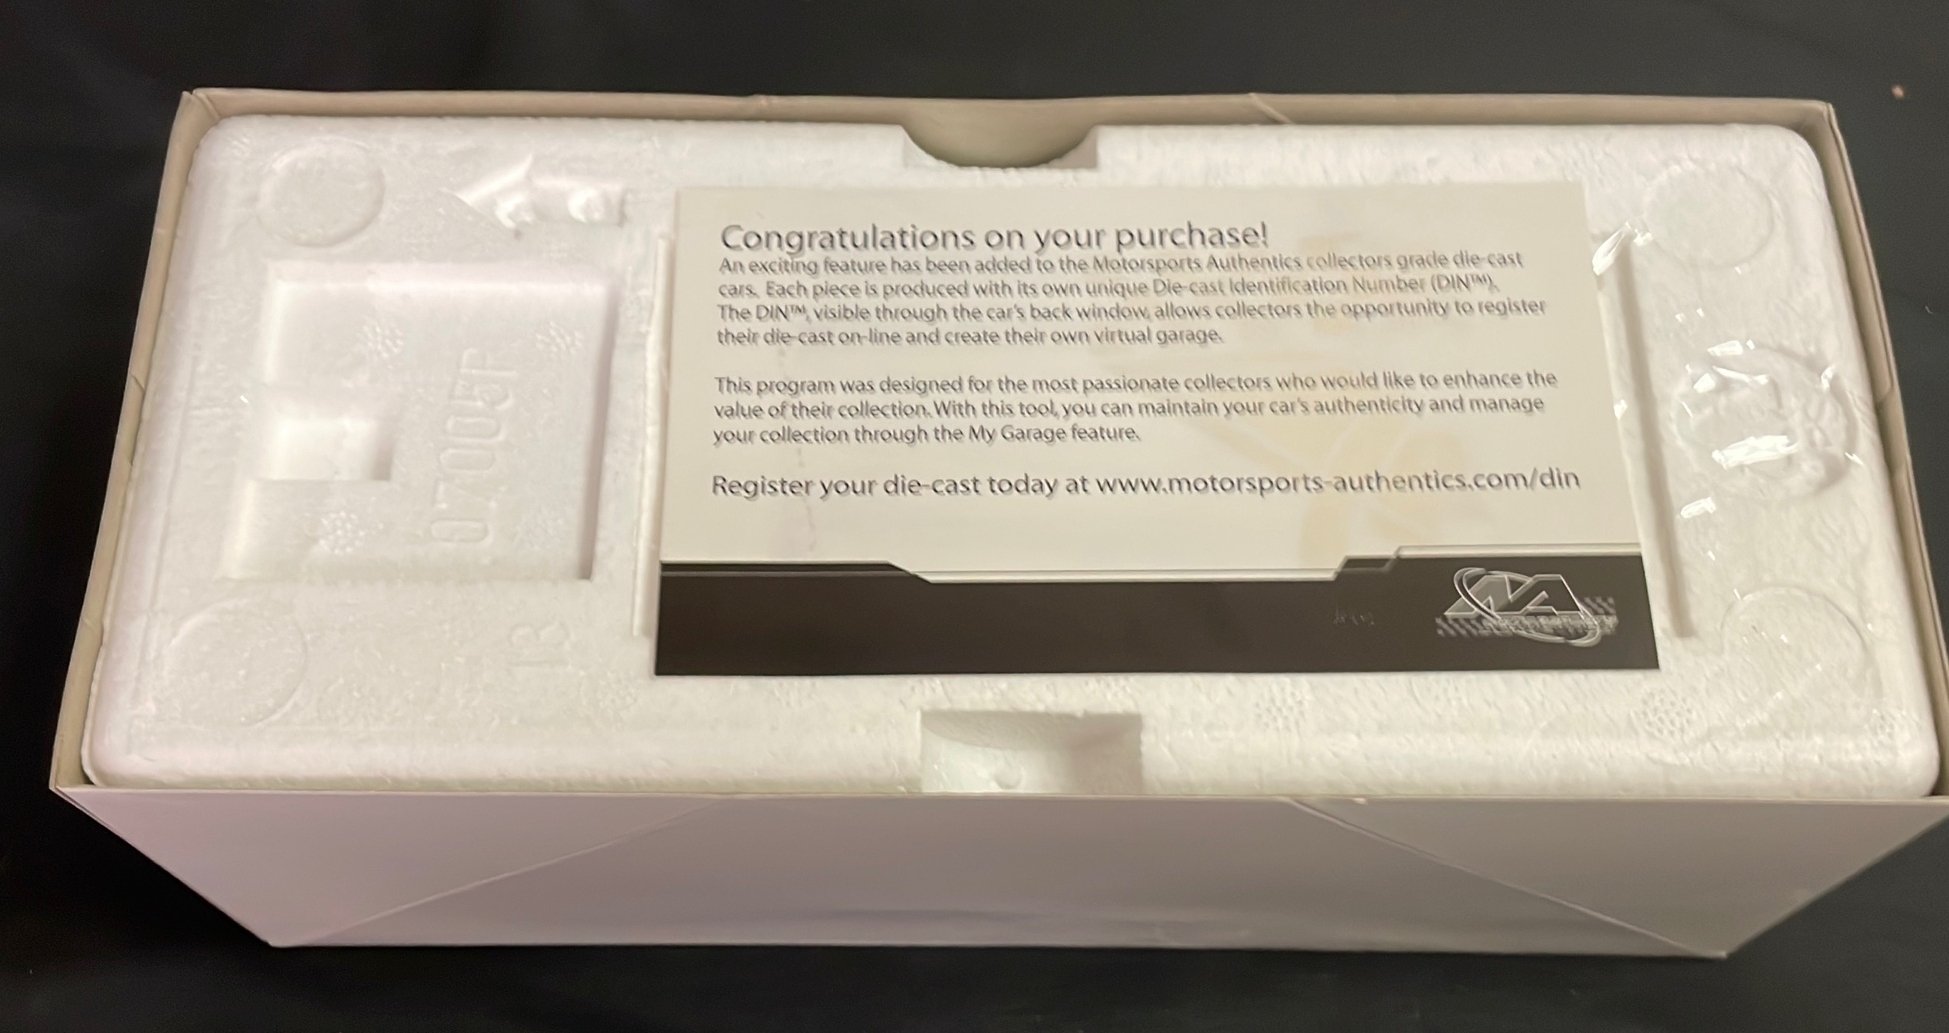 Congratulations on your purchase!
An exciting feature has been added to the Motorsports Authentics collectors grade die-cast
cars. Each piece is produced with its own unique Die-cast Identification Number (DIN™).
The DIN™, visible through the car's back window, allows collectors the opportunity to register
their die-cast on-line and create their own virtual garage.
This program was designed for the most passionate collectors who would like to enhance the
value of their collection. With this tool, you can maintain your car's authenticity and manage
your collection through the My Garage feature.
Register your die-cast today at www.motorsports-authentics.com/din
MA
07005F
13